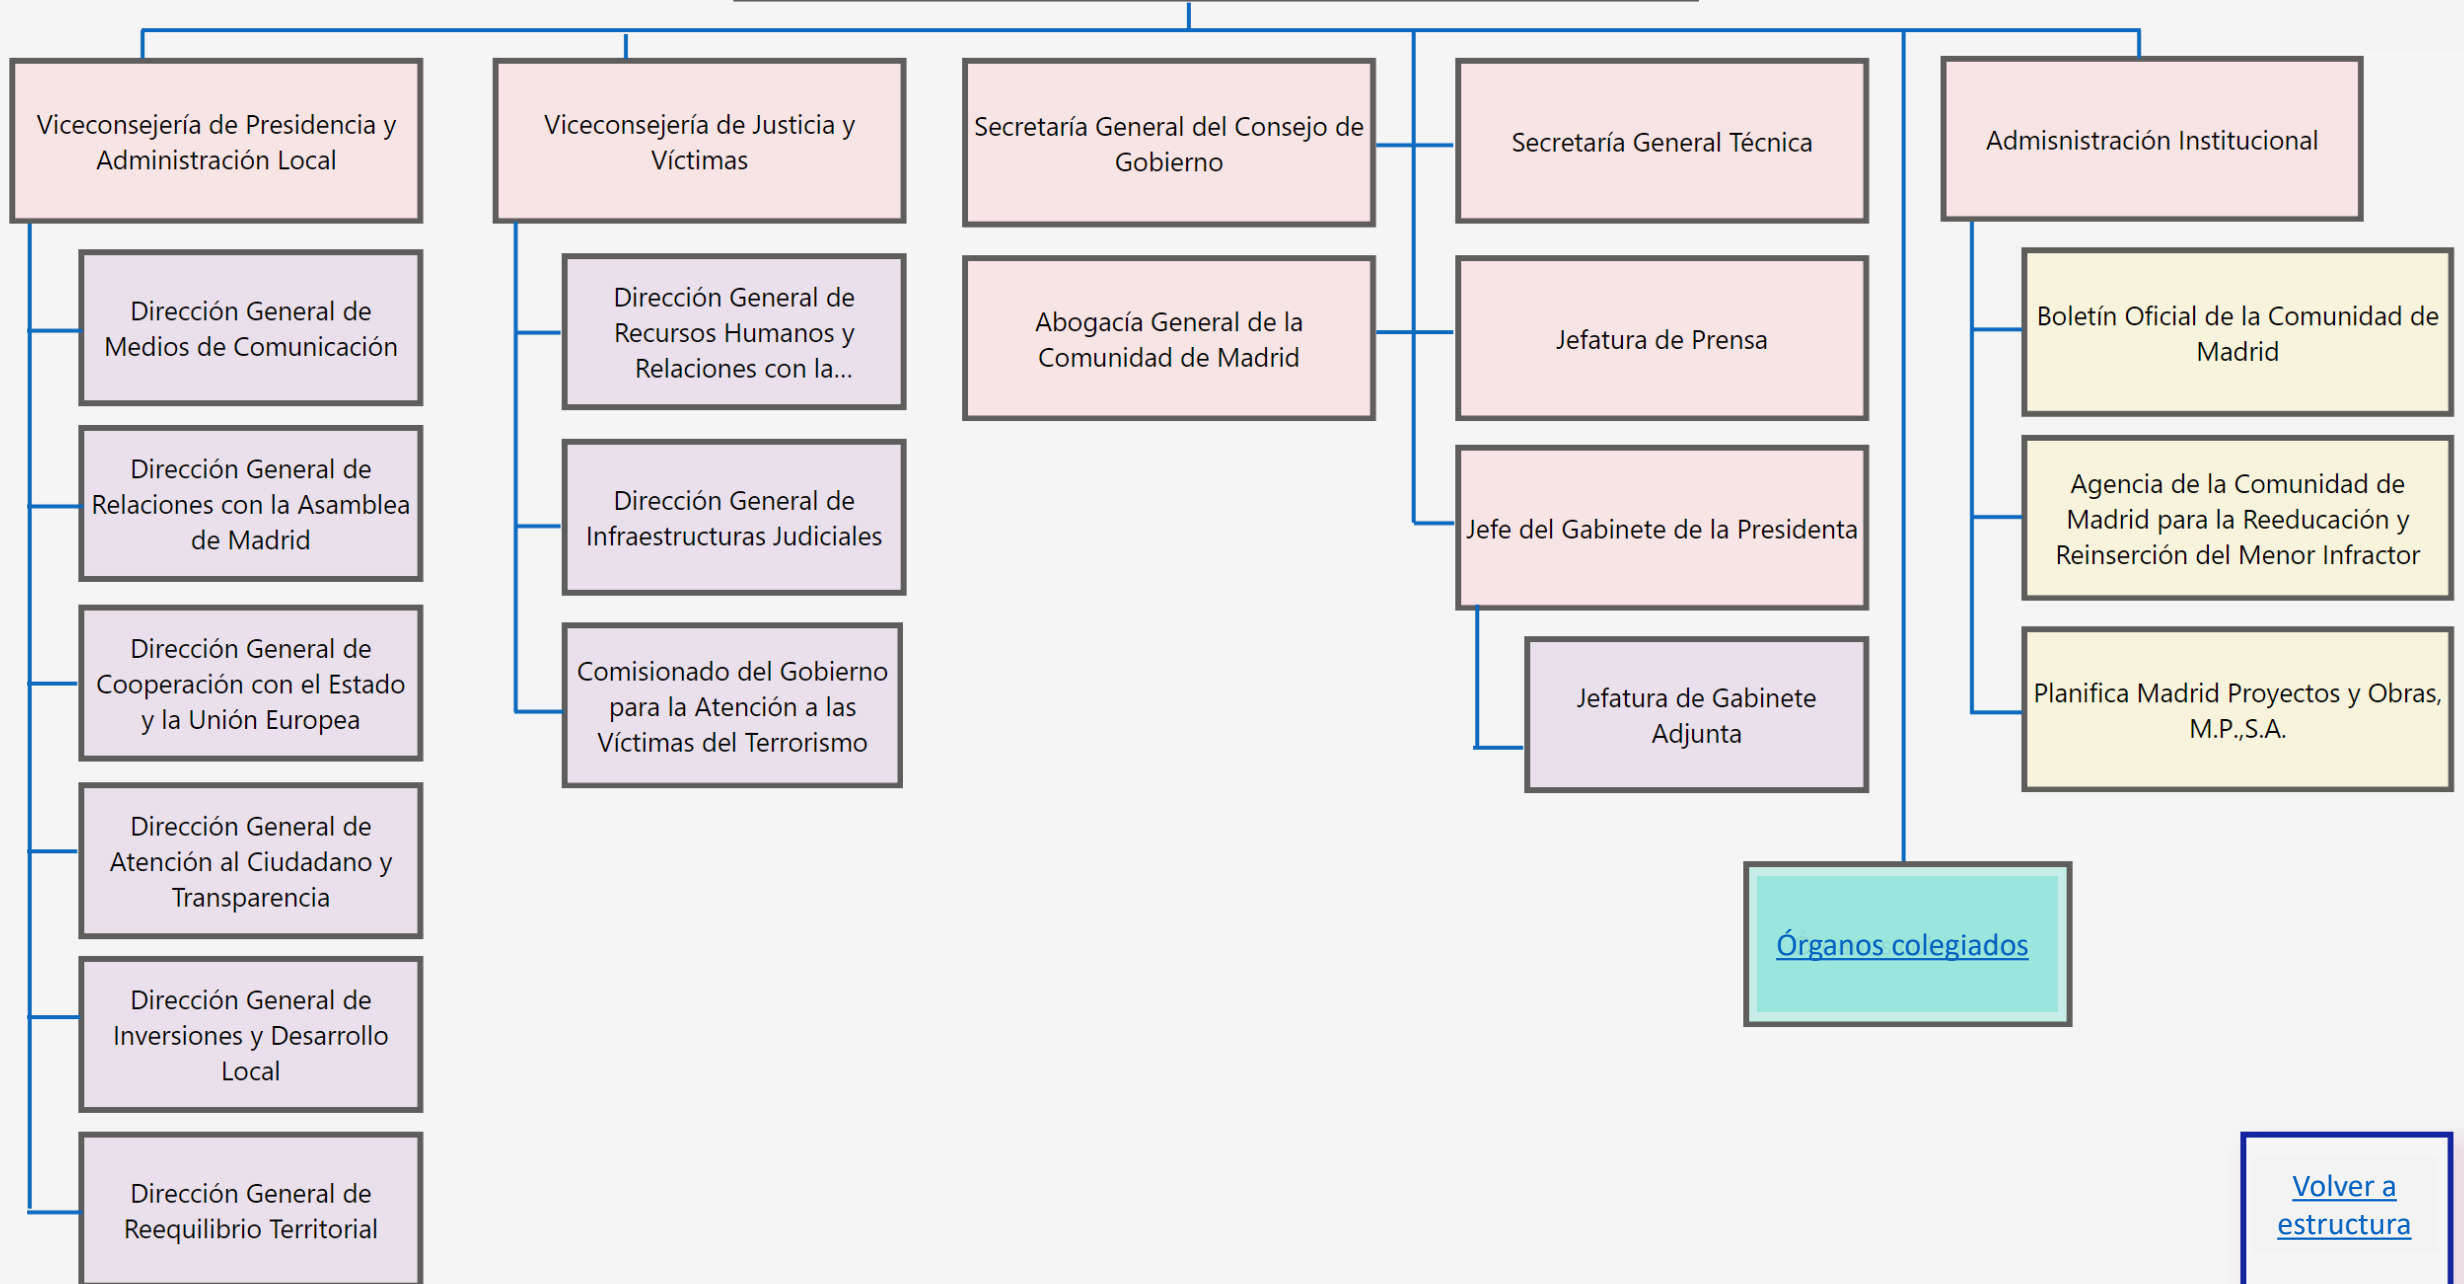 Viceconsejería de Presidencia y
Administración Local
Dirección General de
Medios de Comunicación
Dirección General de
Relaciones con la Asamblea
de Madrid
Dirección General de
Cooperación con el Estado
y la Unión Europea
Dirección General de
Atención al Ciudadano y
Transparencia
Dirección General de
Inversiones y Desarrollo
Local
Dirección General de
Reequilibrio Territorial
Viceconsejería de Justicia y
Víctimas
Dirección General de
Recursos Humanos y
Relaciones con la...
Dirección General de
Infraestructuras Judiciales
Comisionado del Gobierno
para la Atención a las
Víctimas del Terrorismo
Secretaría General del Consejo de
Gobierno
Abogacía General de la
Comunidad de Madrid
Secretaría General Técnica
Jefatura de Prensa
Jefe del Gabinete de la Presidenta
Jefatura de Gabinete
Adjunta
Órganos colegiados
Admisnistración Institucional
Boletín Oficial de la Comunidad de
Madrid
Agencia de la Comunidad de
Madrid para la Reeducación y
Reinserción del Menor Infractor
Planifica Madrid Proyectos y Obras,
M.P.,S.A.
Volver a
estructura